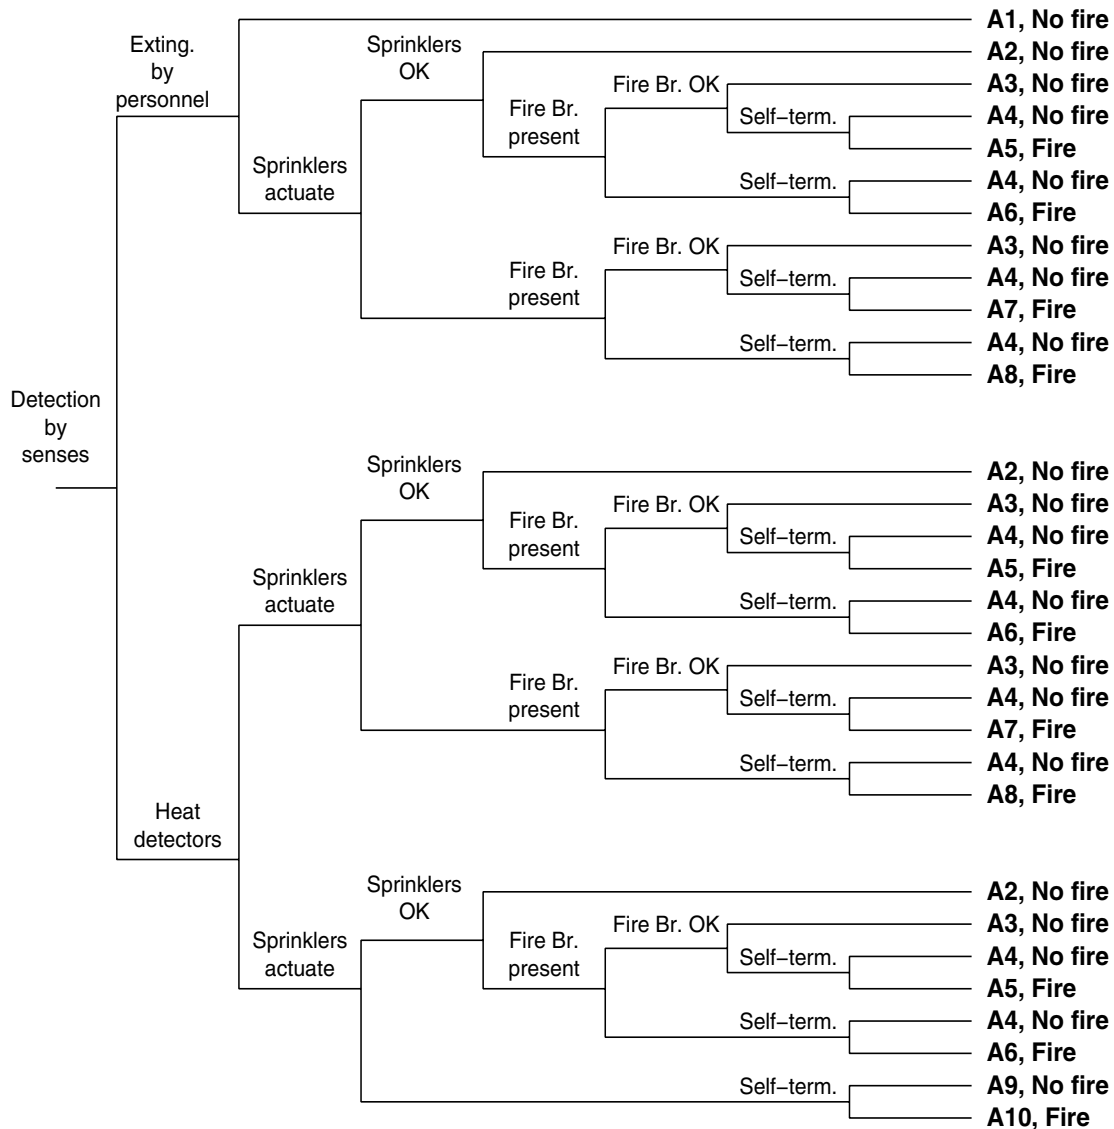 A1, No fire
Exting.
by
personnel
Sprinklers
OK
A2, No fire
Fire Br. OK
A3, No fire
Fire Br.
present
Self−term.
A4, No fire
A5, Fire
Sprinklers
actuate
Self−term.
A4, No fire
A6, Fire
Fire Br. OK
A3, No fire
Fire Br.
present
Self−term.
A4, No fire
A7, Fire
Self−term.
A4, No fire
A8, Fire
Detection
by
senses
Sprinklers
OK
A2, No fire
Fire Br. OK
A3, No fire
Fire Br.
present
Self−term.
A4, No fire
A5, Fire
Sprinklers
actuate
Self−term.
A4, No fire
A6, Fire
Fire Br. OK
A3, No fire
Fire Br.
present
Self−term.
A4, No fire
A7, Fire
Self−term.
A4, No fire
A8, Fire
Heat
detectors
Sprinklers
OK
A2, No fire
Fire Br. OK
A3, No fire
Sprinklers
actuate
Fire Br.
present
Self−term.
A4, No fire
A5, Fire
Self−term.
A4, No fire
A6, Fire
Self−term.
A9, No fire
A10, Fire